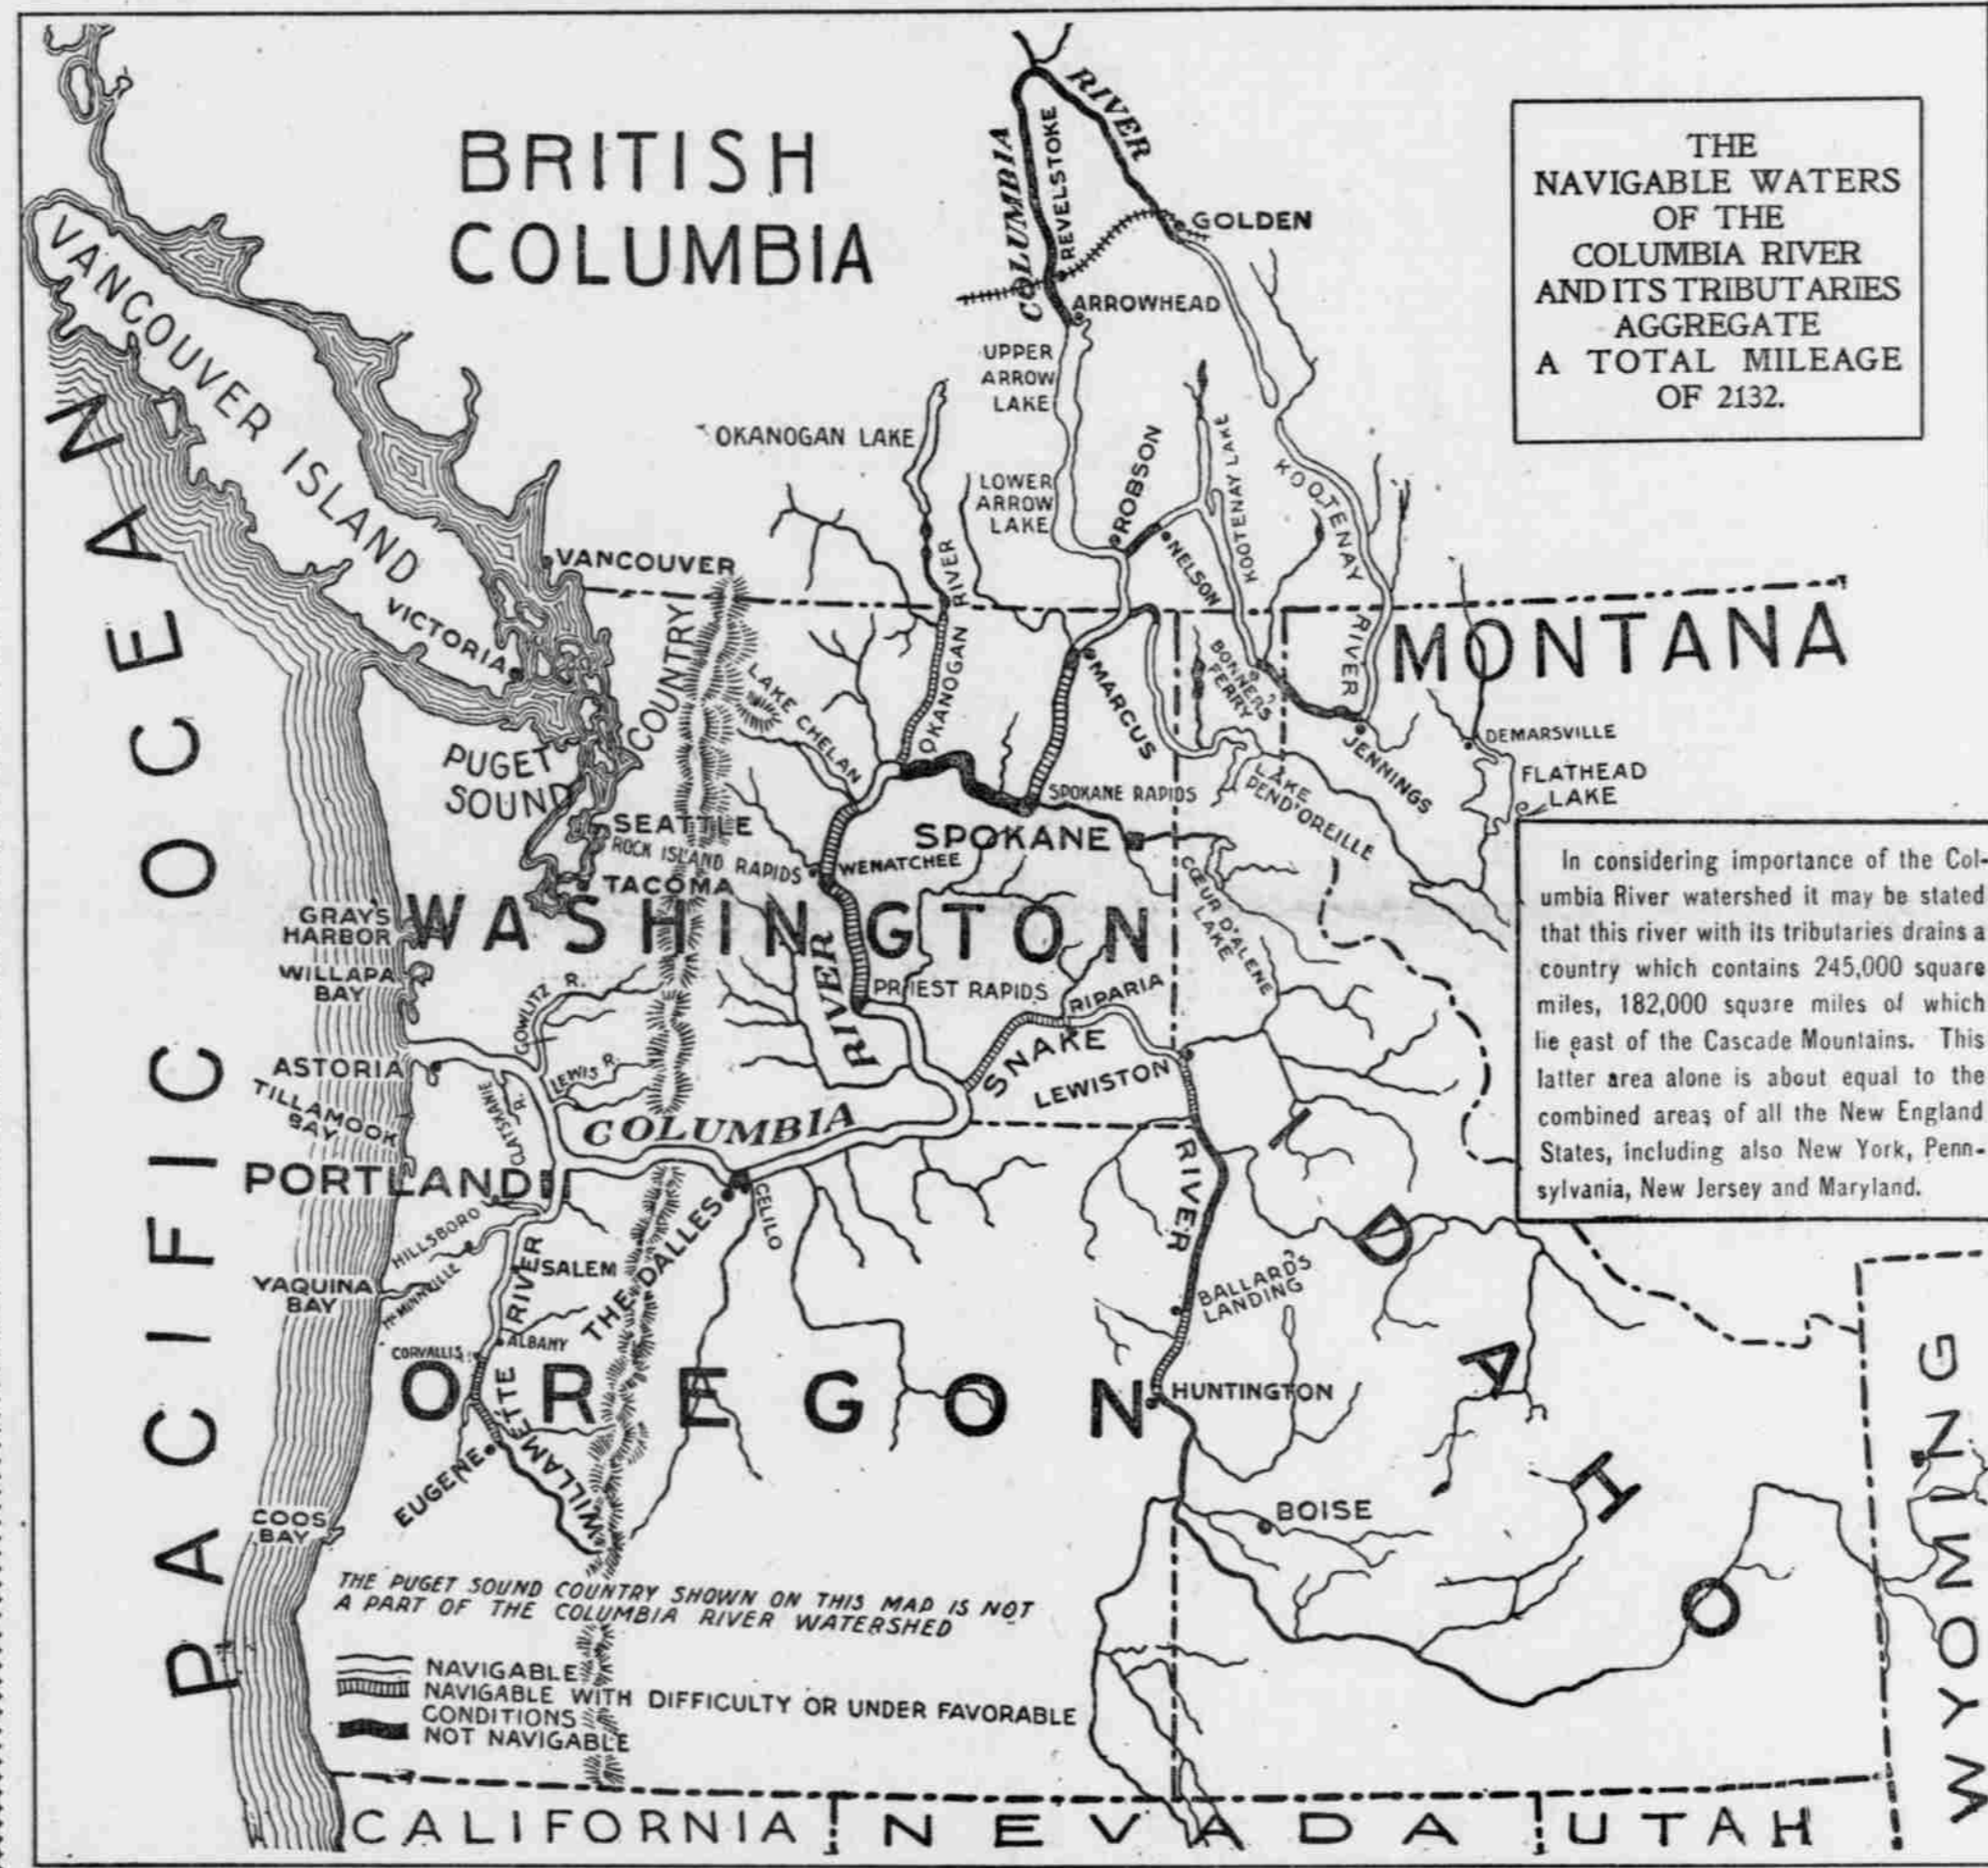 BRITISH
COLUMBIA
COLUMBIA
RIVER
REVELSTOKE
GOLDEN
ARROWHEAD
THE
NAVIGABLE WATERS
OF THE
COLUMBIA RIVER
AND ITS TRIBUTARIES
AGGREGATE
A TOTAL MILEAGE
OF 2132.
VANCOUVER ISLAND
UPPER
ARROW
LAKE
OKANOGAN LAKE
LOWER
ARROW
LAKE
ROBSON
KOOTENAY LAKE
KOOTENAY RIVER
NELSON
VANCOUVER
VICTORIA
OKANOGAN RIVER
MONTANA
PUGET
SOUND
COUNTRY
LAKE CHELAN
MARCUS
BONNERS
FERRY
JENNINGS
DEMARSVILLE
FLATHEAD
LAKE
LAKE
PEND'OREILLE
SPOKANE RAPIDS
SPOKANE
SEATTLE
ROCK ISLAND RAPIDS
WENATCHEE
TACOMA
CŒUR D'ALENE
LAKE
In considering importance of the Col-
umbia River watershed it may be stated
that this river with its tributaries drains a
country which contains 245,000 square
miles, 182,000 square miles of which
lie east of the Cascade Mountains. This
latter area alone is about equal to the
combined areas of all the New England
States, including also New York, Penn-
sylvania, New Jersey and Maryland.
GRAY'S
HARBOR
WASHINGTON
WILLAPA
BAY
PRIEST RAPIDS
RIPARIA
COWLITZ R.
RIVER
SNAKE
LEWISTON
ASTORIA
LEWIS R.
CLATSKANIE R.
TILLAMOOK
BAY
COLUMBIA
PORTLAND
CELILO
THE DALLES
RIVER
HILLSBORO
SALEM
YAQUINA
BAY
McMINNVILLE
RIVER
BALLARD'S
LANDING
ALBANY
CORVALLIS
OREGON
HUNTINGTON
IDAHO
WILLAMETTE
EUGENE
BOISE
COOS
BAY
WYOMING
PACIFIC OCEAN
THE PUGET SOUND COUNTRY SHOWN ON THIS MAP IS NOT
A PART OF THE COLUMBIA RIVER WATERSHED
NAVIGABLE
NAVIGABLE WITH DIFFICULTY OR UNDER FAVORABLE
CONDITIONS
NOT NAVIGABLE
CALIFORNIA
NEVADA
UTAH